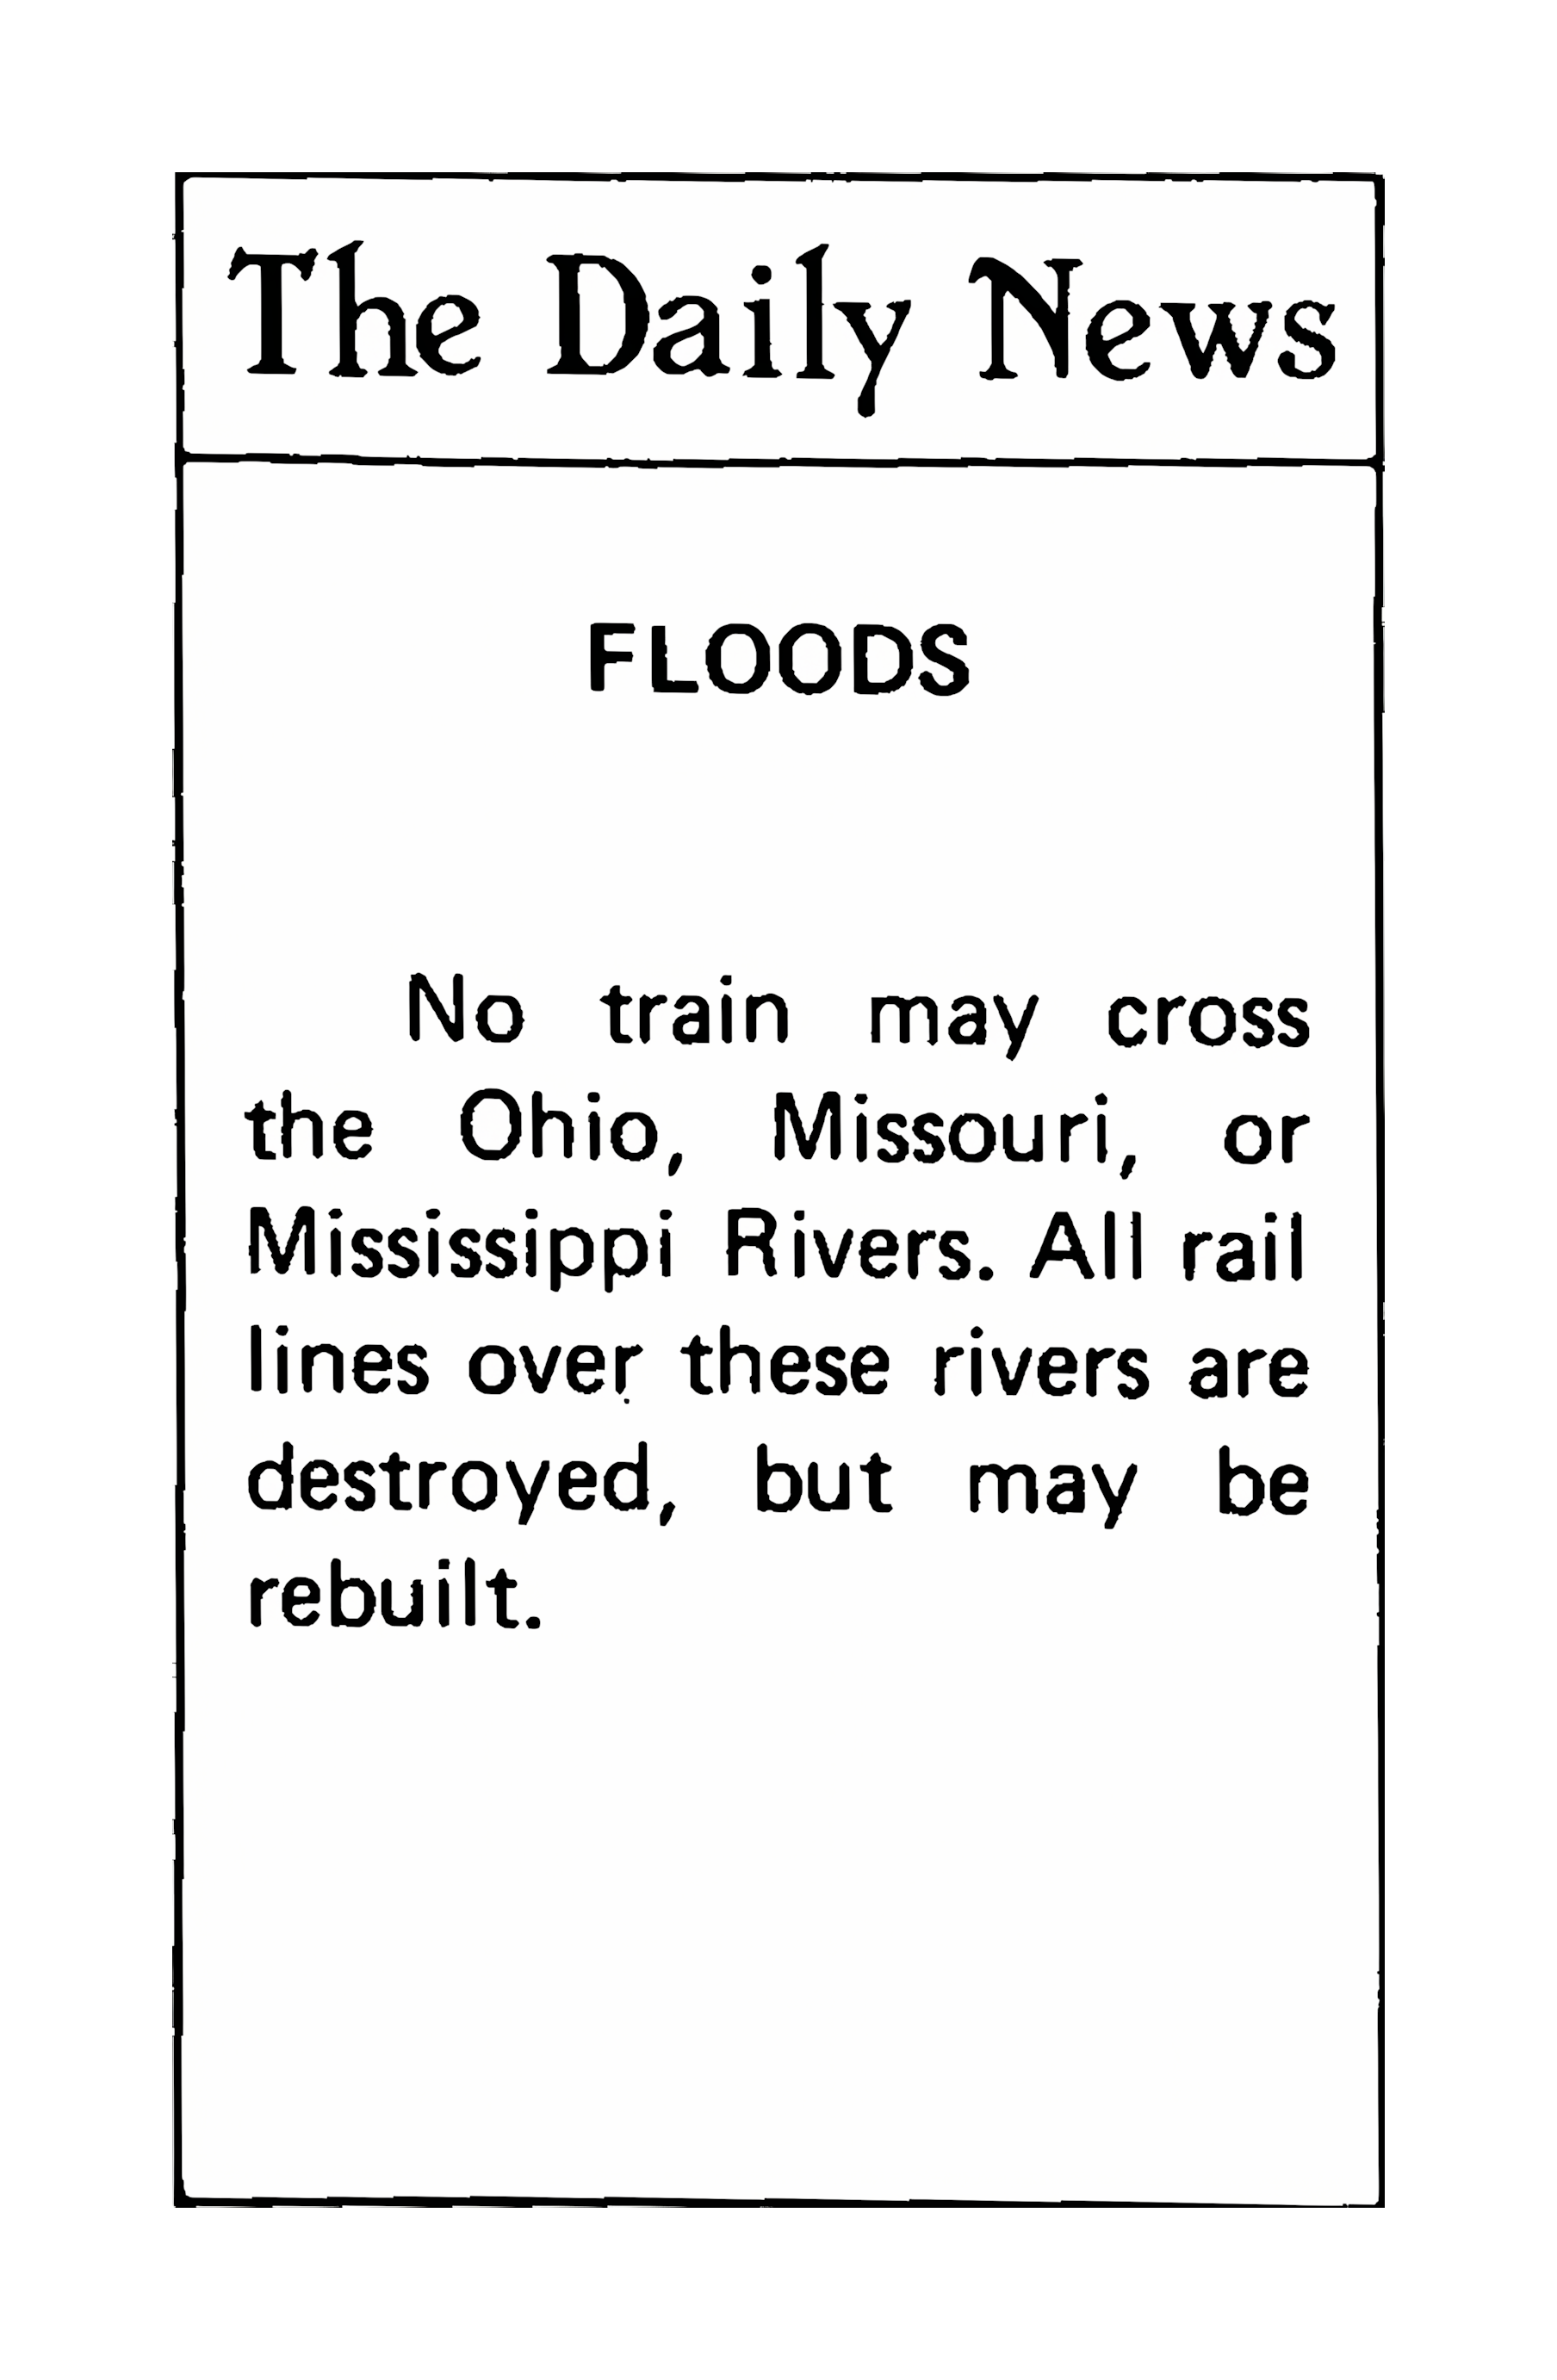 The Daily News
FLOODS
No train may cross
the Ohio, Missouri, or
Mississippi Rivers. All rail
lines over these rivers are
destroyed, but may be
rebuilt.